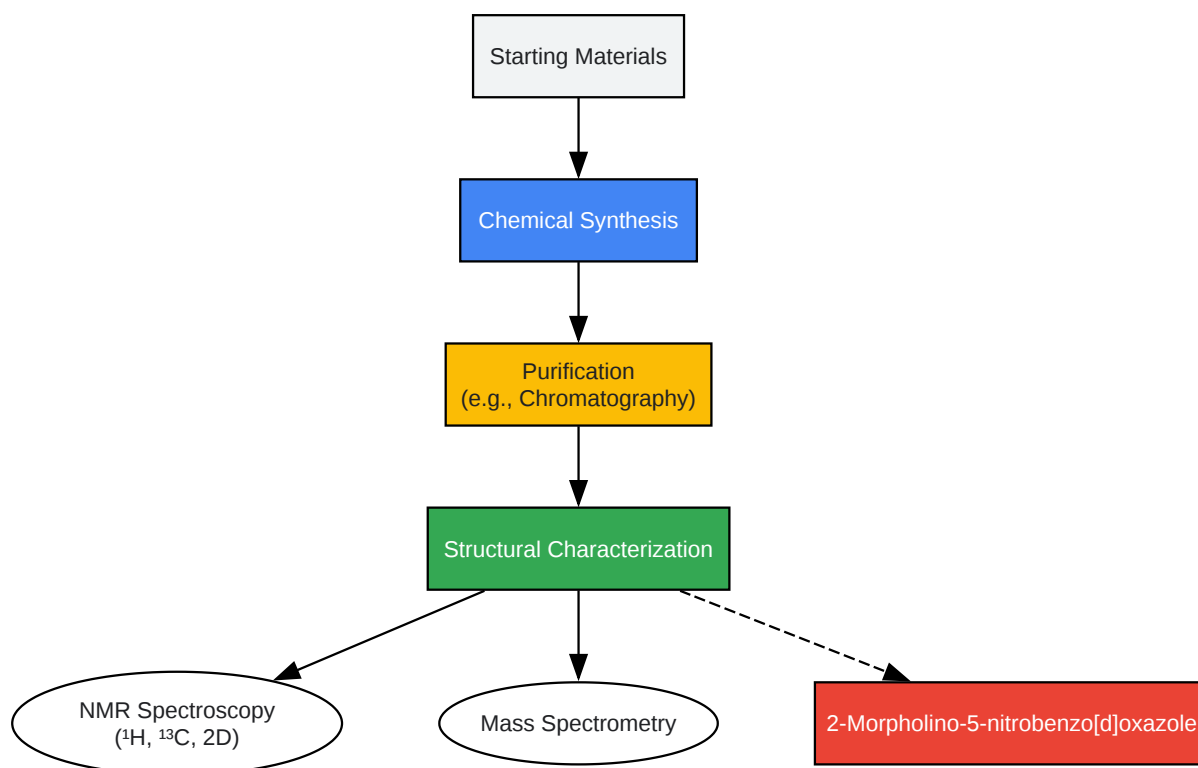 Starting Materials
Chemical Synthesis
Purification
(e.g., Chromatography)
Structural Characterization
NMR Spectroscopy
(¹H, ¹³C, 2D)
Mass Spectrometry
2-Morpholino-5-nitrobenzo[d]oxazole